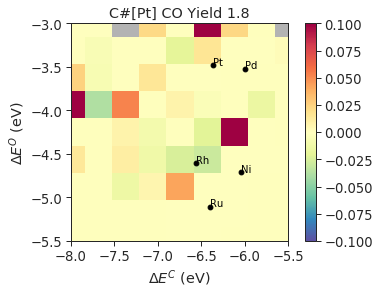 C#[Pt] CO Yield 1.8
−3.0
−3.5
−4.0
−4.5
−5.0
−5.5
ΔE^O (eV)
−8.0 −7.5 −7.0 −6.5 −6.0 −5.5
ΔE^C (eV)
Pt
Pd
Rh
Ni
Ru
0.100
0.075
0.050
0.025
0.000
−0.025
−0.050
−0.075
−0.100